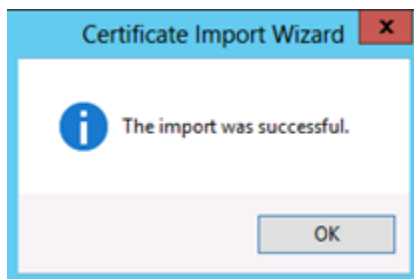 Certificate Import Wizard
The import was successful.
OK